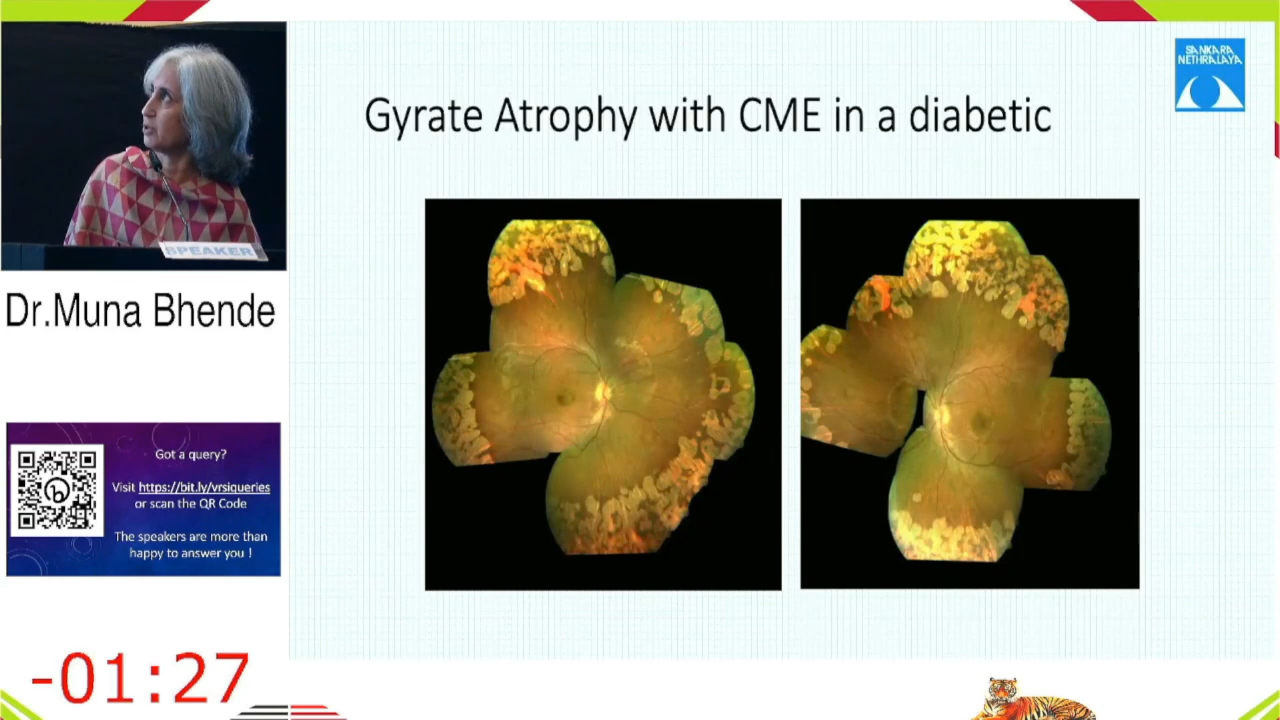 SANKARA
NETHRALAYA
Gyrate Atrophy with CME in a diabetic
SPEAKER
Dr.Muna Bhende
Got a query?
Visit https://bit.ly/vrsiqueries
or scan the QR Code
The speakers are more than
happy to answer you !
-01:27